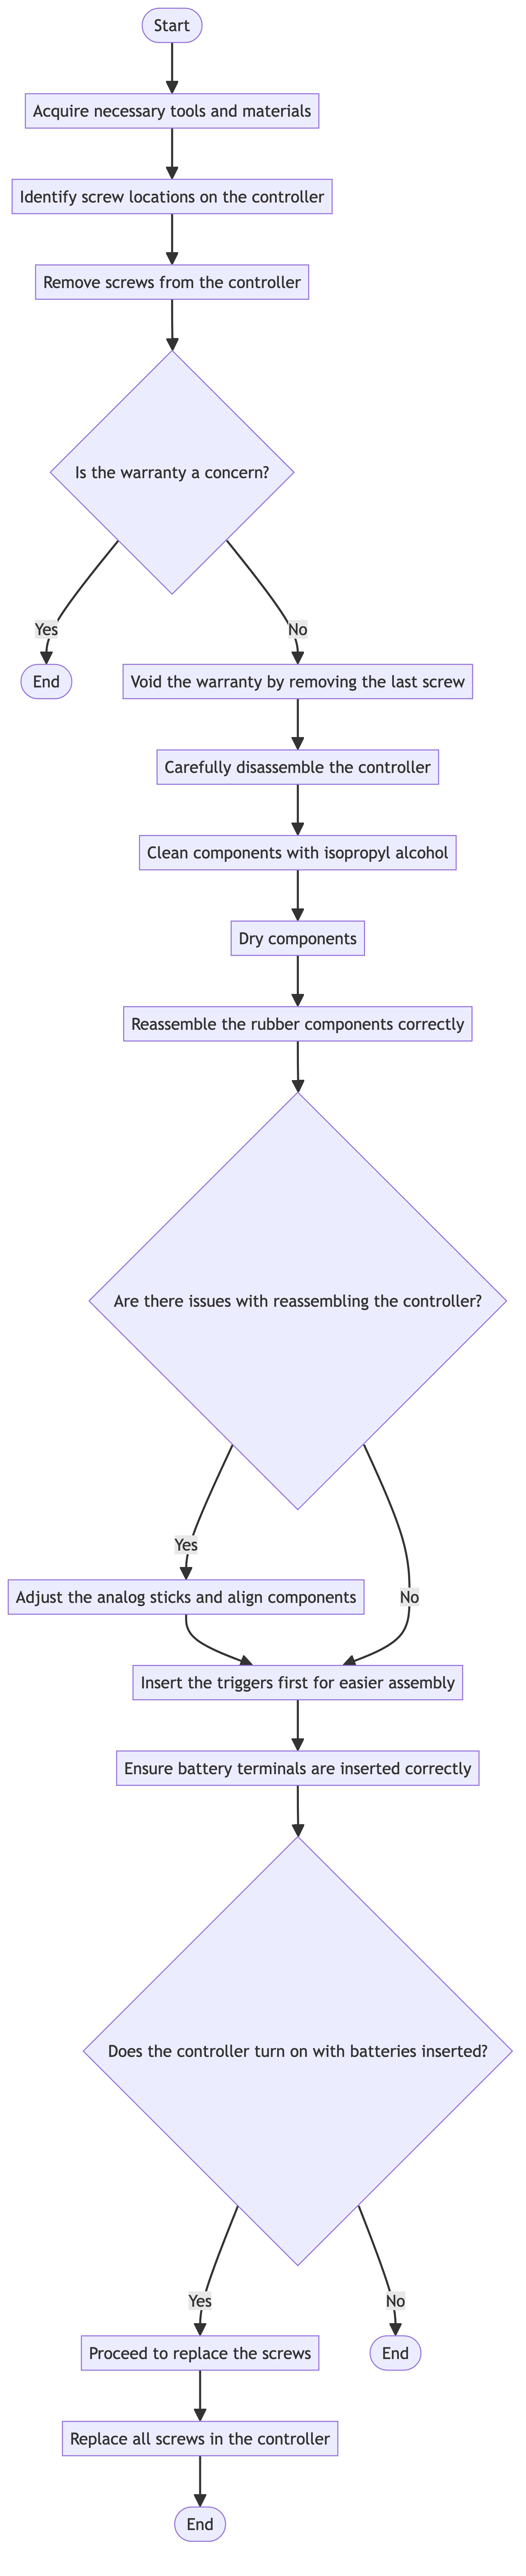 Start
Acquire necessary tools and materials
Identify screw locations on the controller
Remove screws from the controller
Is the warranty a concern?
Yes
No
End
Void the warranty by removing the last screw
Carefully disassemble the controller
Clean components with isopropyl alcohol
Dry components
Reassemble the rubber components correctly
Are there issues with reassembling the controller?
Yes
Adjust the analog sticks and align components
No
Insert the triggers first for easier assembly
Ensure battery terminals are inserted correctly
Does the controller turn on with batteries inserted?
Yes
No
Proceed to replace the screws
End
Replace all screws in the controller
End